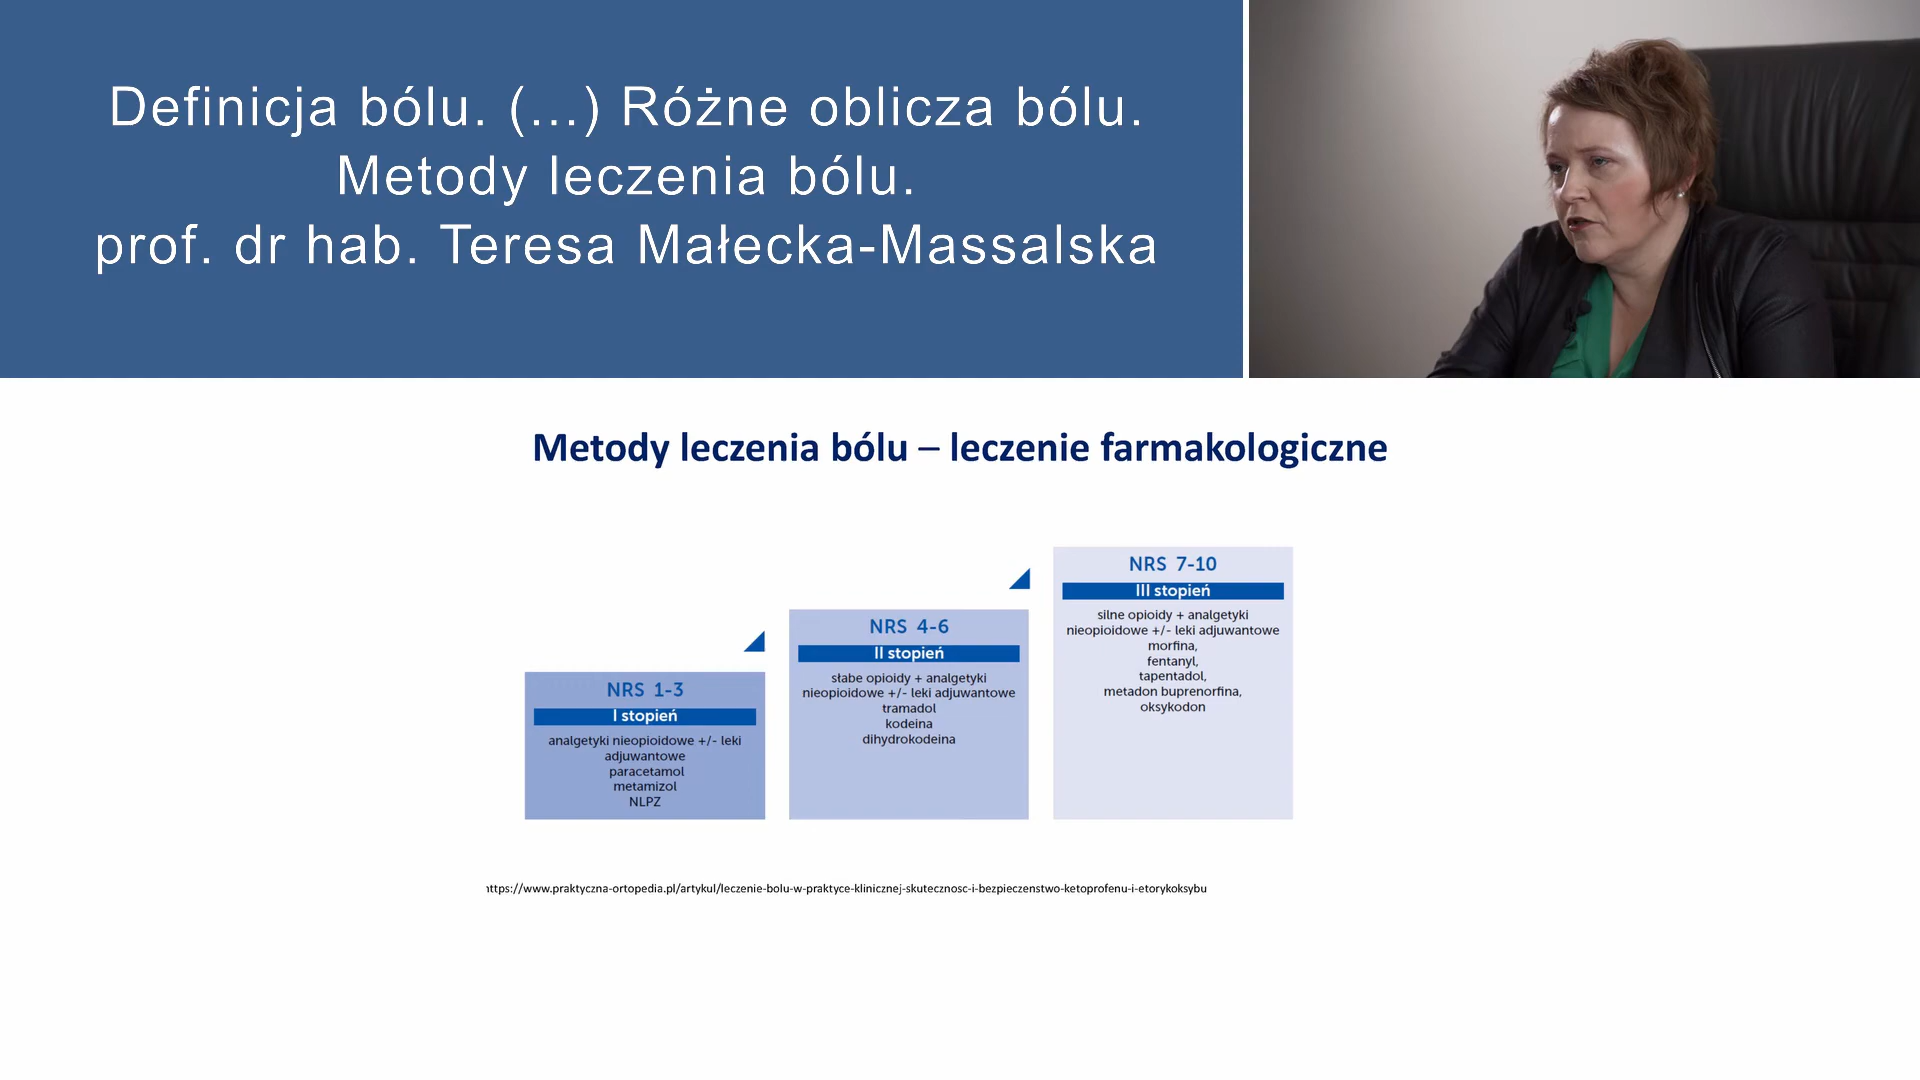 Definicja bólu. (...) Różne oblicza bólu.
Metody leczenia bólu.
prof. dr hab. Teresa Małecka-Massalska
Metody leczenia bólu – leczenie farmakologiczne
NRS 1-3
I stopień
analgetyki nieopioidowe +/- leki
adjuwantowe
paracetamol
metamizol
NLPZ
NRS 4-6
II stopień
słabe opioidy + analgetyki
nieopioidowe +/- leki adjuwantowe
tramadol
kodeina
dihydrokodeina
NRS 7-10
III stopień
silne opioidy + analgetyki
nieopioidowe +/- leki adjuwantowe
morfina,
fentanyl,
tapentadol,
metadon buprenorfina,
oksykodon
https://www.praktyczna-ortopedia.pl/artykul/leczenie-bolu-w-praktyce-klinicznej-skutecznosc-i-bezpieczenstwo-ketoprofenu-i-etorykoksybu